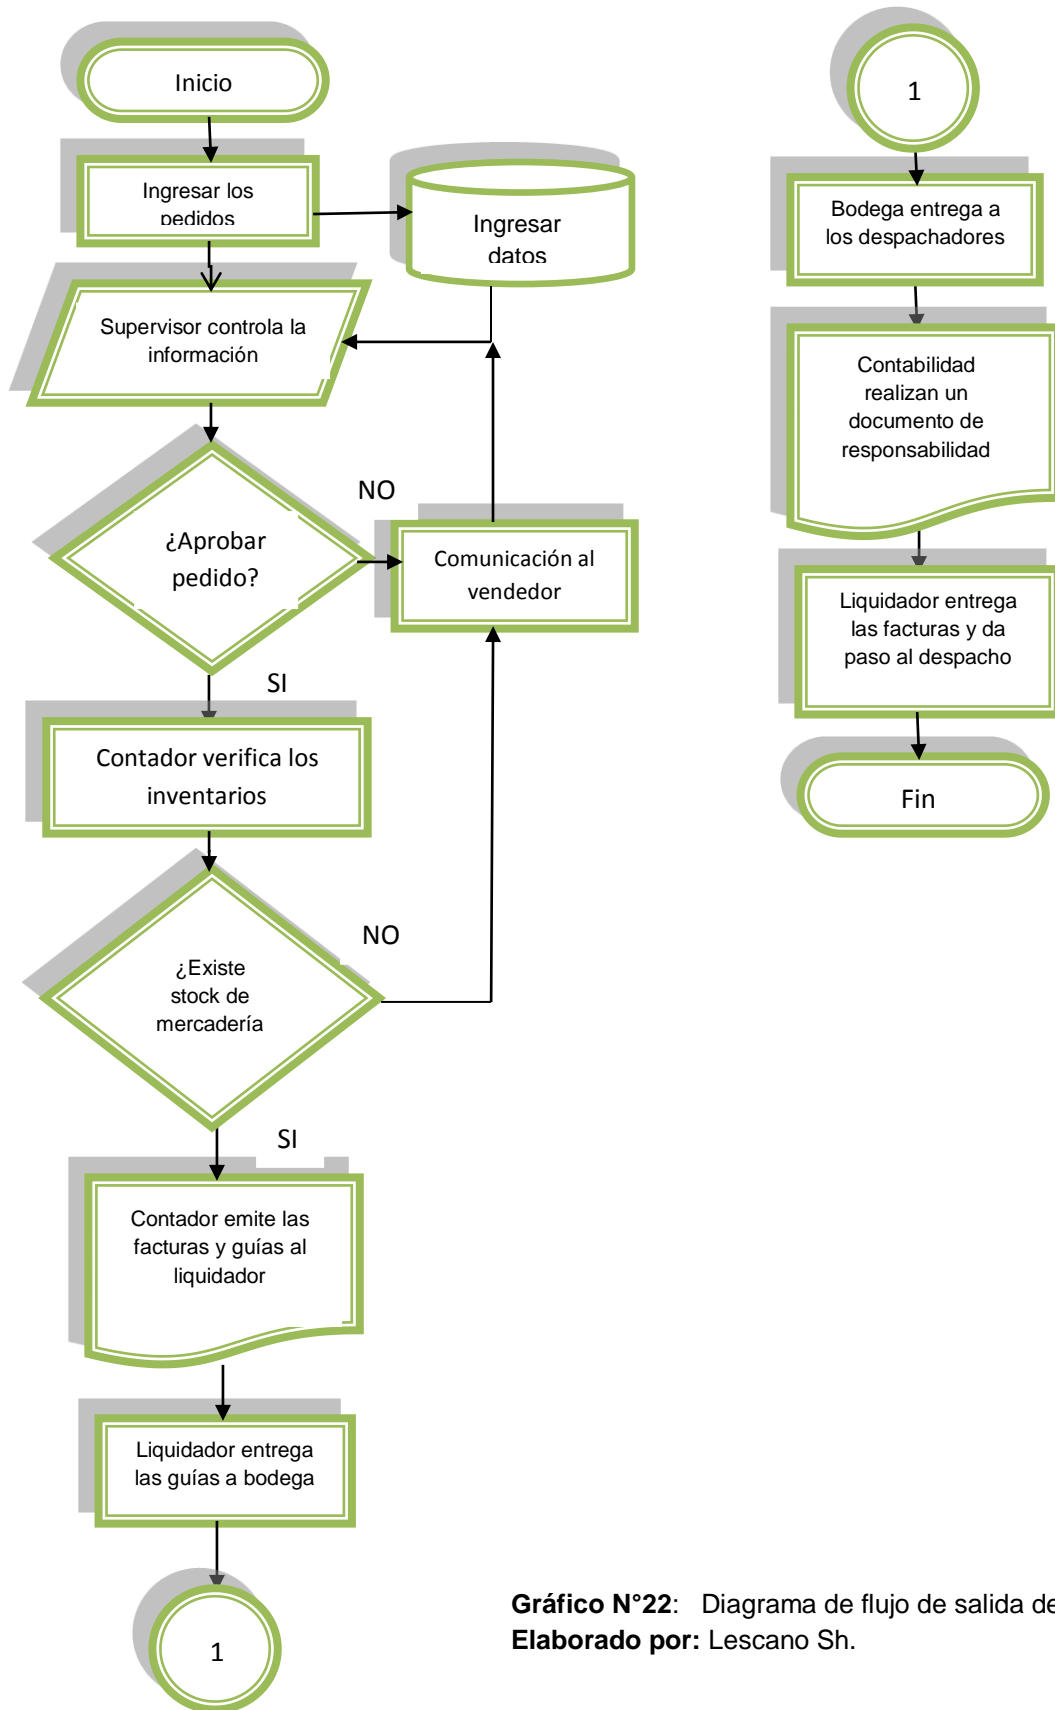 Inicio
Ingresar los
pedidos
Ingresar
datos
Supervisor controla la
información
¿Aprobar
pedido?
NO
Comunicación al
vendedor
SI
Contador verifica los
inventarios
¿Existe
stock de
mercadería
NO
SI
Contador emite las
facturas y guías al
liquidador
Liquidador entrega
las guías a bodega
1
1
Bodega entrega a
los despachadores
Contabilidad
realizan un
documento de
responsabilidad
Liquidador entrega
las facturas y da
paso al despacho
Fin
Gráfico N°22: Diagrama de flujo de salida de
Elaborado por: Lescano Sh.